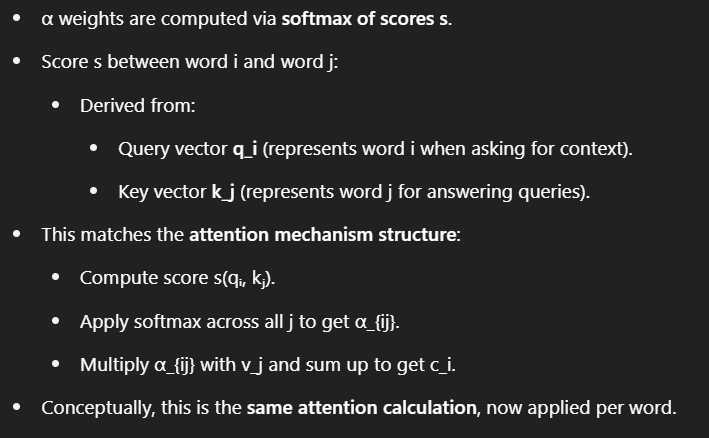 • α weights are computed via softmax of scores s.
• Score s between word i and word j:
• Derived from:
• Query vector q_i (represents word i when asking for context).
• Key vector k_j (represents word j for answering queries).
• This matches the attention mechanism structure:
• Compute score s(qᵢ, kⱼ).
• Apply softmax across all j to get α_{ij}.
• Multiply α_{ij} with v_j and sum up to get c_i.
• Conceptually, this is the same attention calculation, now applied per word.